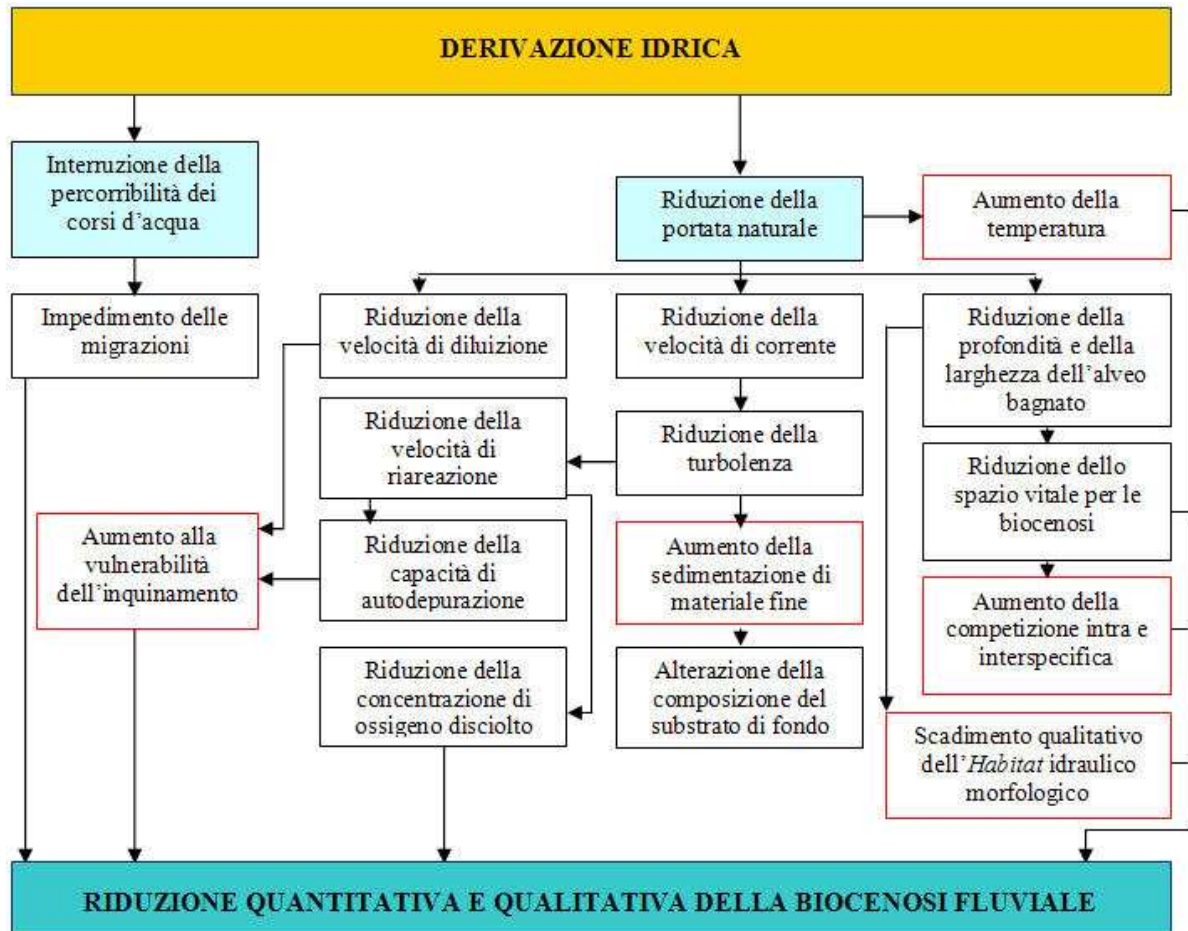 DERIVAZIONE IDRICA
Interruzione della
percorribilità dei
corsi d'acqua
Riduzione della
portata naturale
Aumento della
temperatura
Impedimento delle
migrazioni
Riduzione della
velocità di diluizione
Riduzione della
velocità di corrente
Riduzione della
profondità e della
larghezza dell'alveo
bagnato
Riduzione della
velocità di
riareazione
Riduzione della
turbolenza
Riduzione dello
spazio vitale per le
biocenosi
Aumento alla
vulnerabilità
dell'inquinamento
Riduzione della
capacità di
autodepurazione
Aumento della
sedimentazione di
materiale fine
Aumento della
competizione intra e
interspecifica
Riduzione della
concentrazione di
ossigeno disciolto
Alterazione della
composizione del
substrato di fondo
Scadimento qualitativo
dell'Habitat idraulico
morfologico
RIDUZIONE QUANTITATIVA E QUALITATIVA DELLA BIOCENOSI FLUVIALE